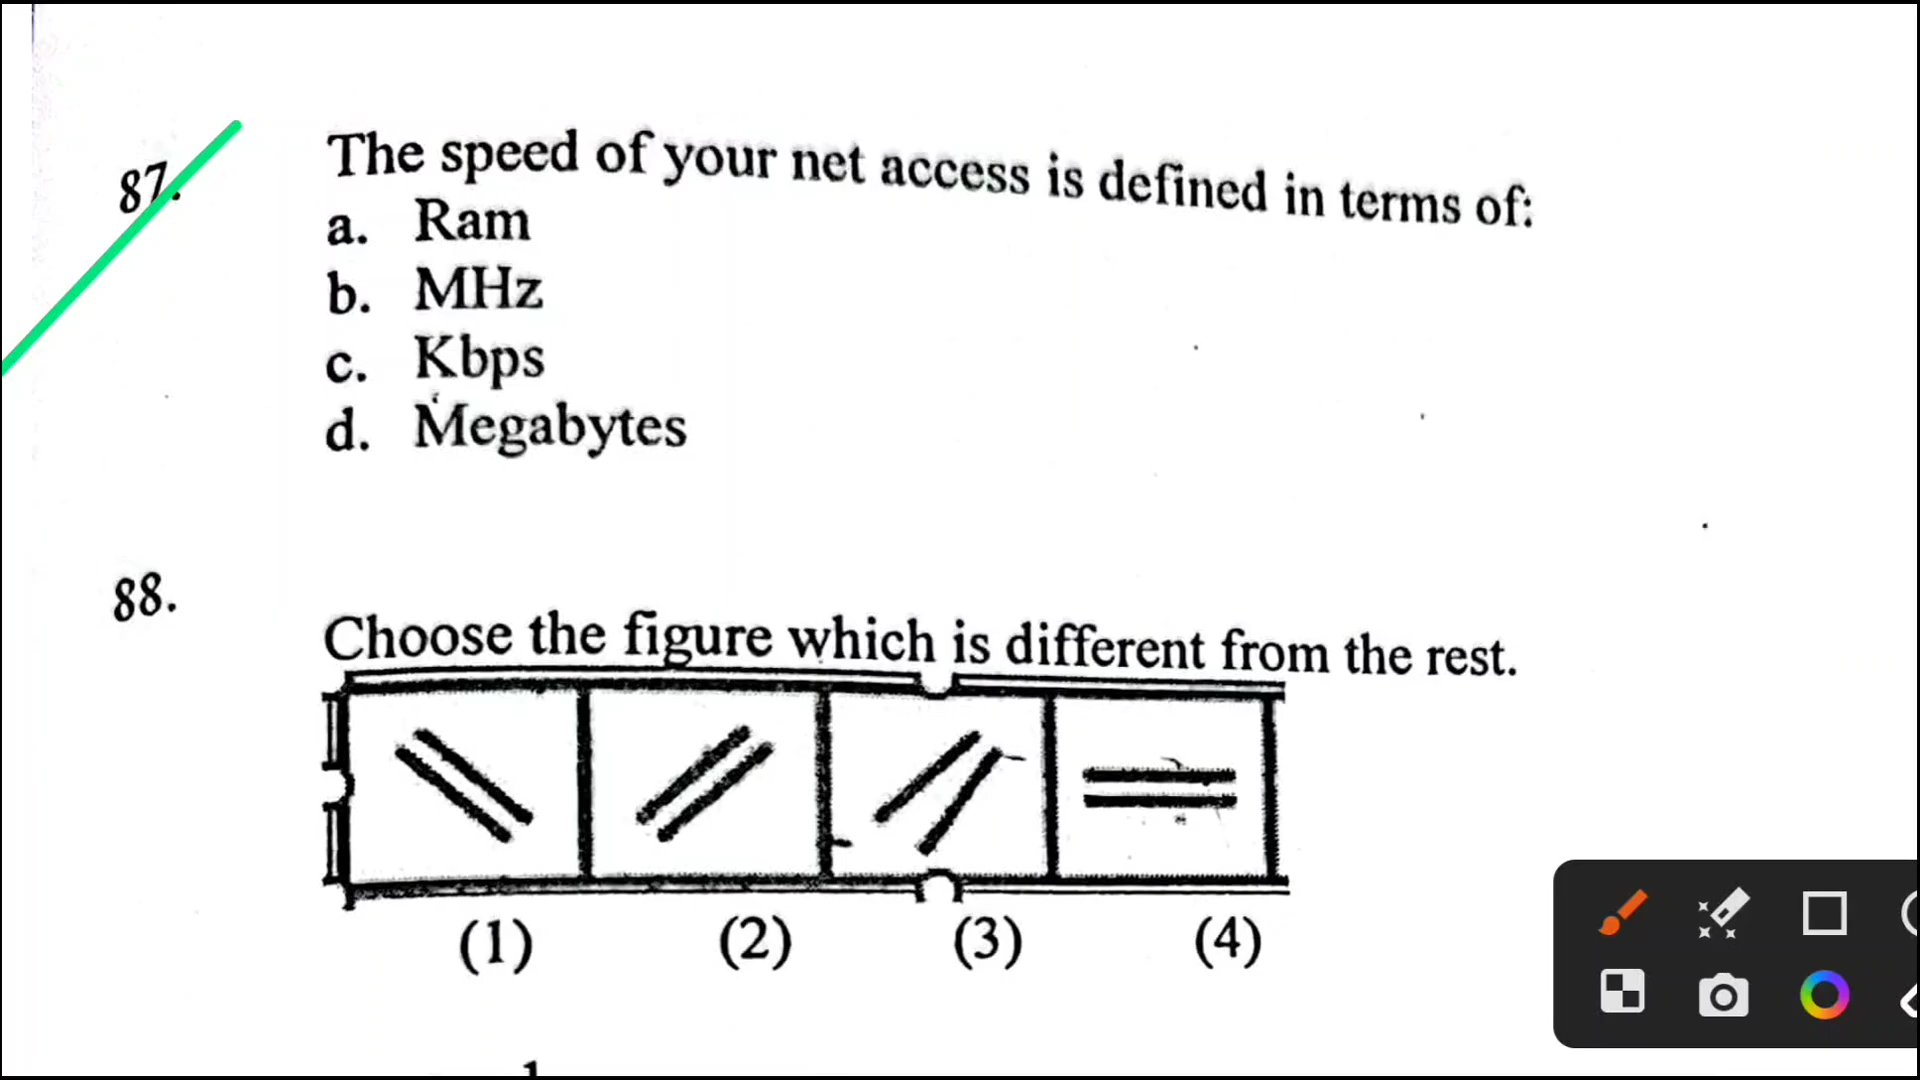 87. The speed of your net access is defined in terms of:
a. Ram
b. MHz
c. Kbps
d. Megabytes
88. Choose the figure which is different from the rest.
(1) (2) (3) (4)